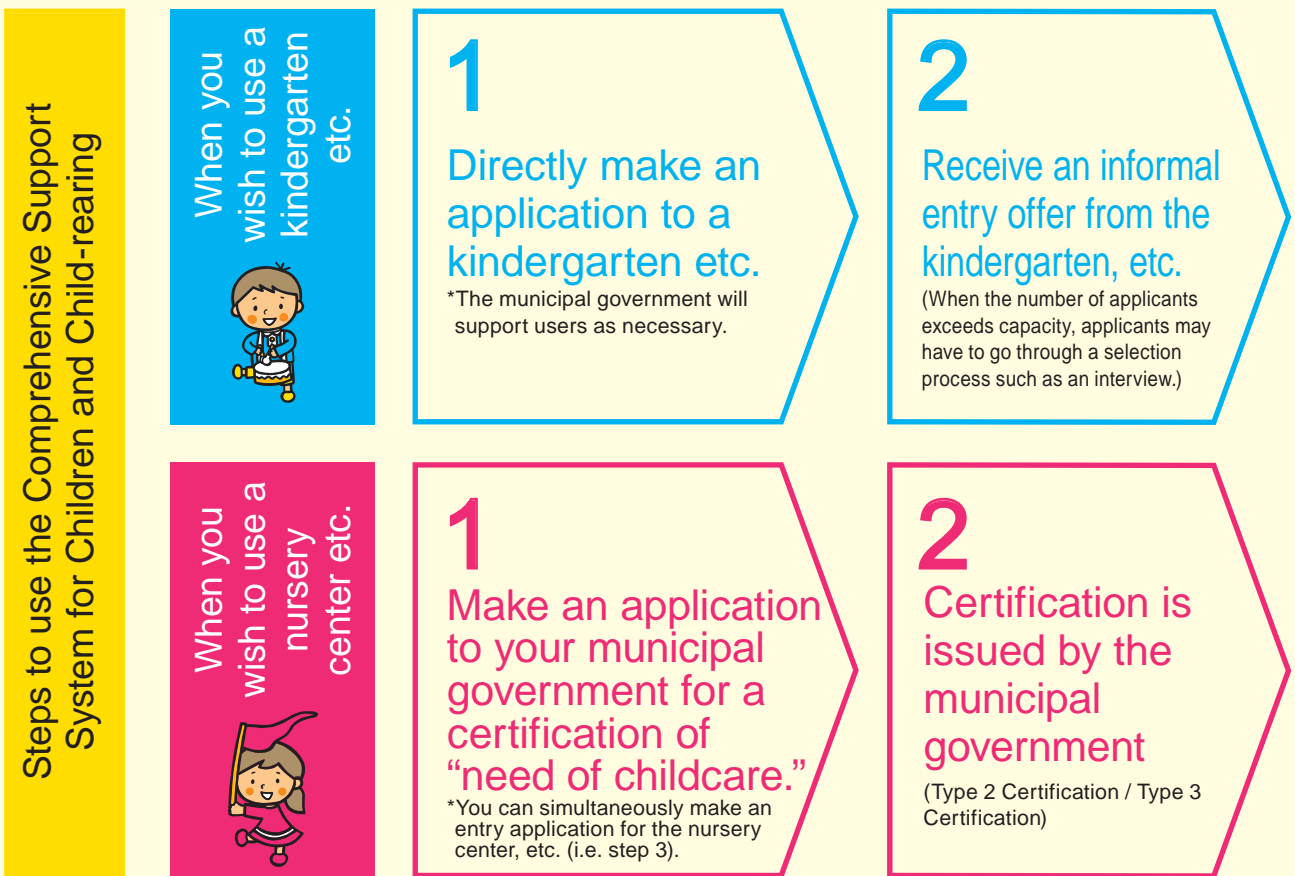 Steps to use the Comprehensive Support
System for Children and Child-rearing
When you
wish to use a
kindergarten
etc.
1
Directly make an
application to a
kindergarten etc.
*The municipal government will
support users as necessary.
2
Receive an informal
entry offer from the
kindergarten, etc.
(When the number of applicants
exceeds capacity, applicants may
have to go through a selection
process such as an interview.)
When you
wish to use a
nursery
center etc.
1
Make an application
to your municipal
government for a
certification of
“need of childcare.”
*You can simultaneously make an
entry application for the nursery
center, etc. (i.e. step 3).
2
Certification is
issued by the
municipal
government
(Type 2 Certification / Type 3
Certification)